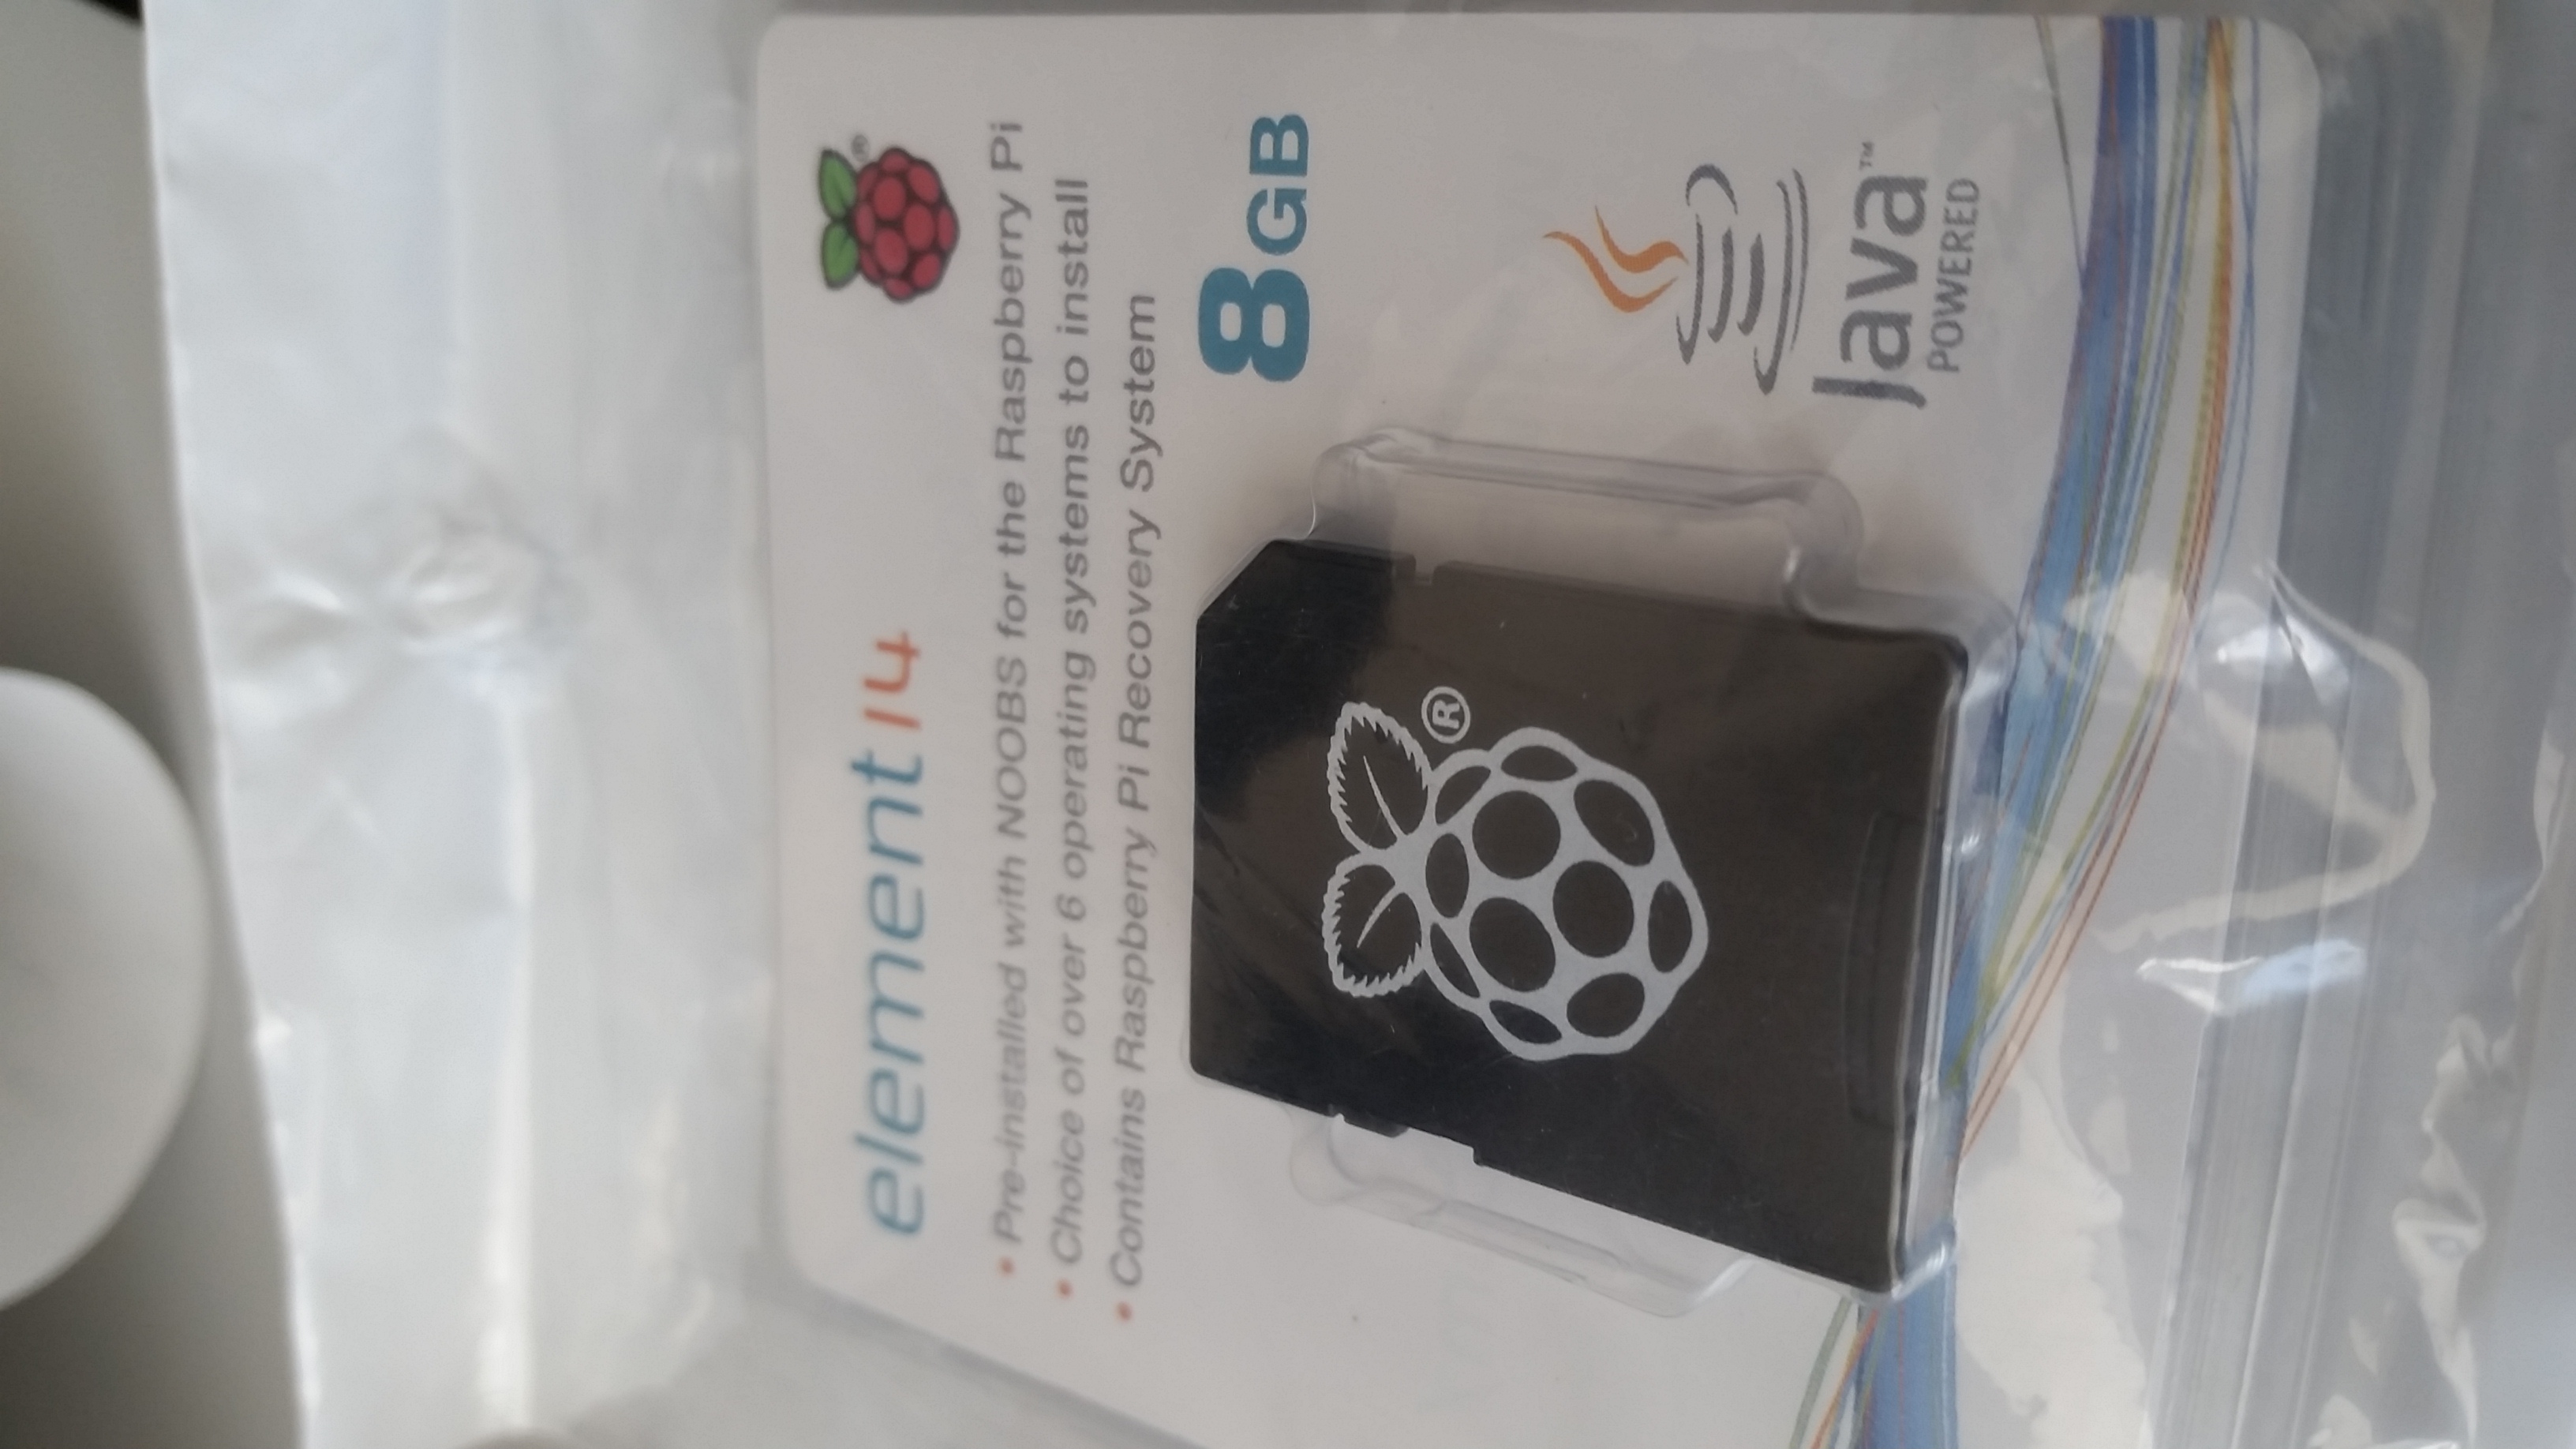 element14
®
• Pre-installed with NOOBS for the Raspberry Pi
• Choice of over 6 operating systems to install
• Contains Raspberry Pi Recovery System
8GB
®
Java™
POWERED